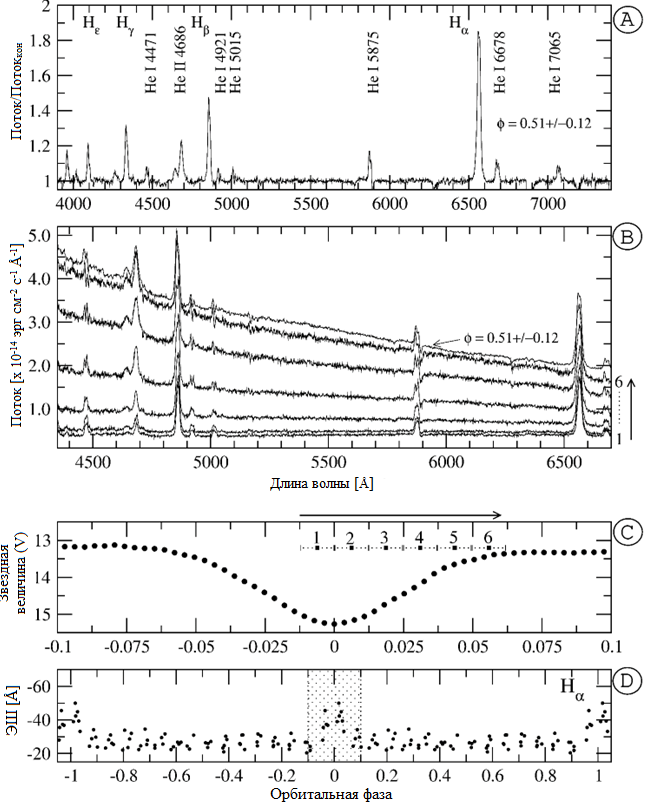 A
H_ε
H_γ
H_β
H_α
He I 4471
He II 4686
He I 4921
He I 5015
He I 5875
He I 6678
He I 7065
ϕ = 0.51+/−0.12
Поток/Поток_кон
2
1.8
1.6
1.4
1.2
1
4000 4500 5000 5500 6000 6500 7000
B
Поток [x 10⁻¹⁴ эрг см⁻² с⁻¹ Å⁻¹]
5.0
4.0
3.0
2.0
1.0
ϕ = 0.51+/−0.12
6
1
4500 5000 5500 6000 6500
Длина волны [Å]
C
Звездная
величина (V)
13
14
15
1 2 3 4 5 6
-0.1 -0.075 -0.05 -0.025 0 0.025 0.05 0.075 0.1
D
H_α
ЭШ [Å]
-60
-40
-20
-1 -0.8 -0.6 -0.4 -0.2 0 0.2 0.4 0.6 0.8 1
Орбитальная фаза